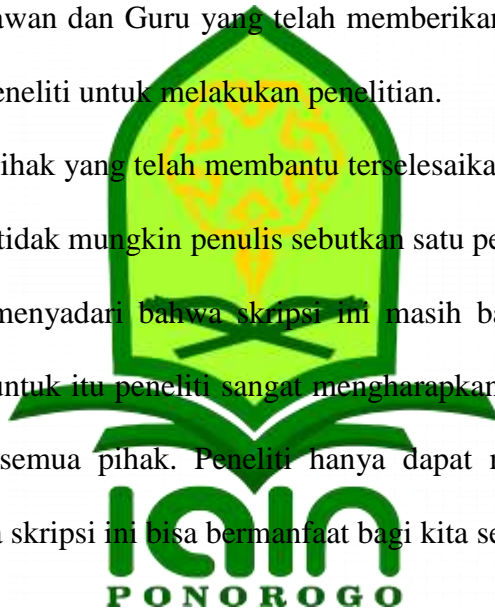 awan dan Guru yang telah memberikan
eneliti untuk melakukan penelitian.
ihak yang telah membantu terselesaika
tidak mungkin penulis sebutkan satu pe
menyadari bahwa skripsi ini masih ba
untuk itu peneliti sangat mengharapkan
semua pihak. Peneliti hanya dapat m
a skripsi ini bisa bermanfaat bagi kita se
iain
PONOROGO